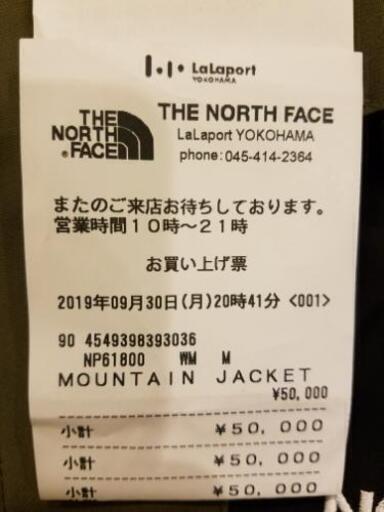 LaLaport
YOKOHAMA
THE
NORTH
FACE
THE NORTH FACE
LaLaport YOKOHAMA
phone: 045-414-2364
またのご来店お待ちしております。
営業時間10時～21時
お買い上げ票
2019年09月30日(月)20時41分 <001>
90 4549398393036
NP61800 WM M
MOUNTAIN JACKET
¥50,000
小計 ¥50,000
小計 ¥50,000
小計 ¥50,000